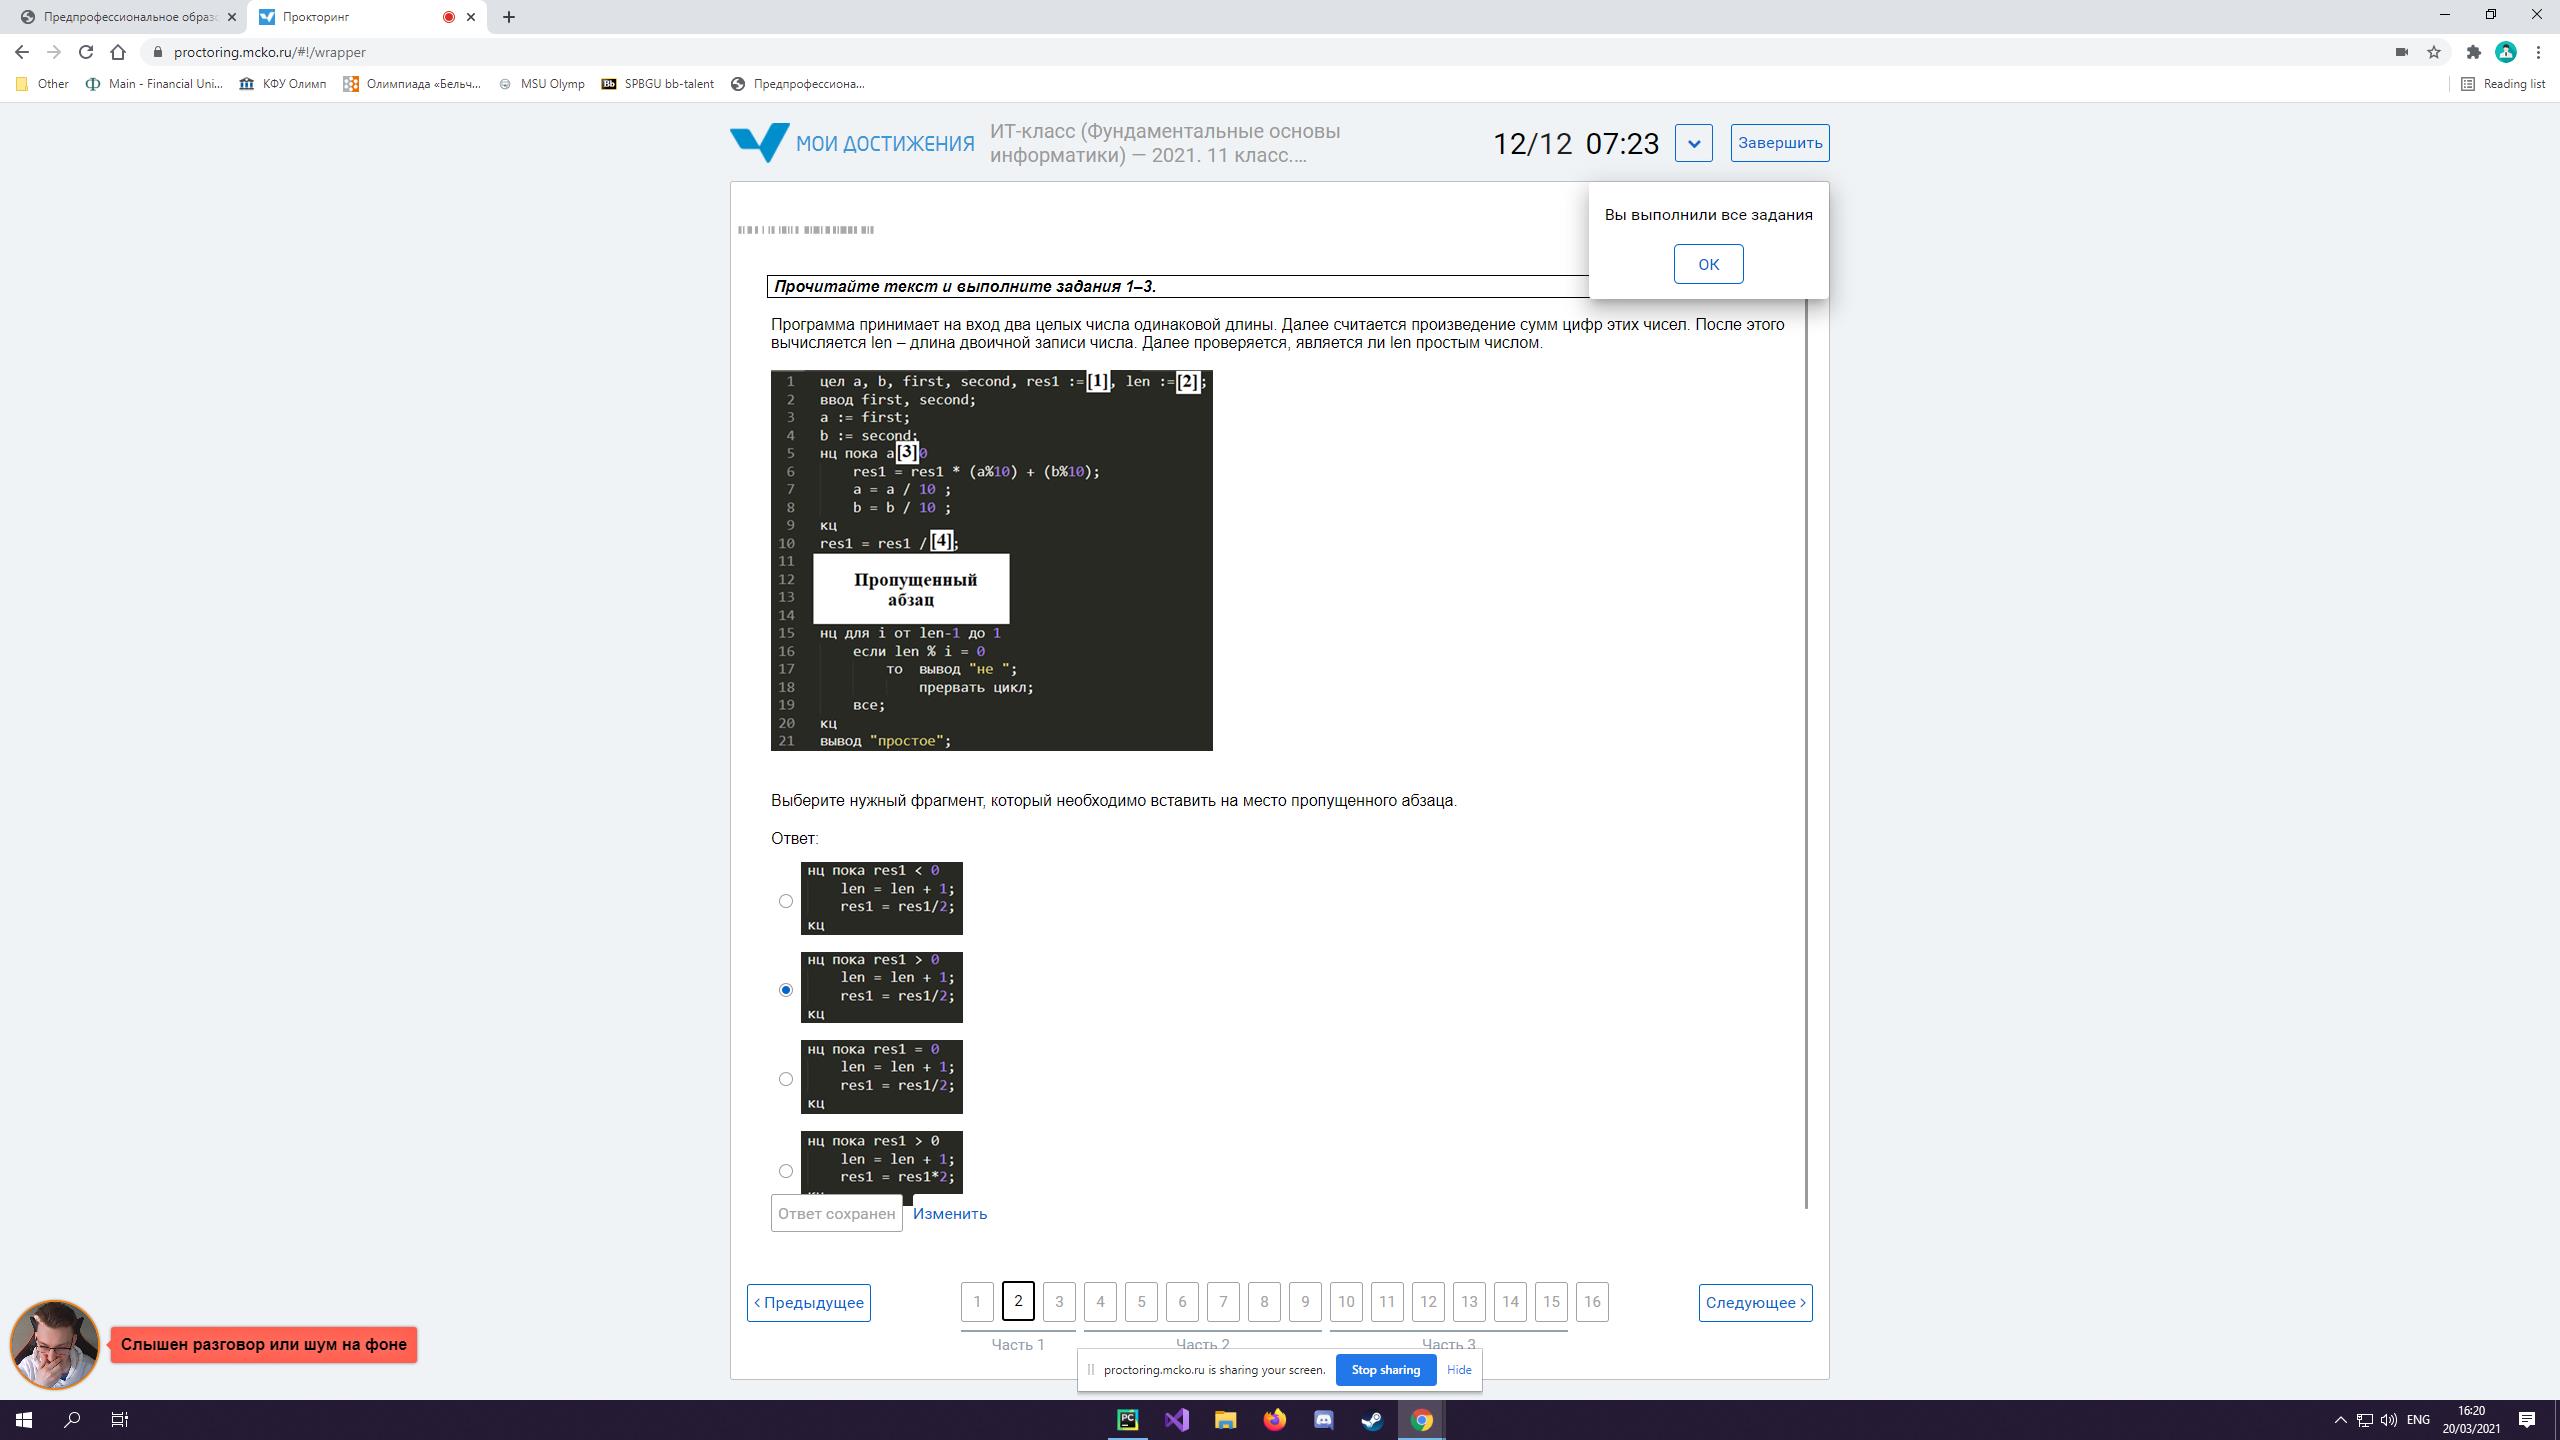 Предпрофессиональное образс
Прокторинг
proctoring.mcko.ru/#!/wrapper
Other
Main - Financial Uni...
КФУ Олимп
Олимпиада «Бельч...
MSU Olymp
Bb
SPBGU bb-talent
Предпрофессиона...
Reading list
МОИ ДОСТИЖЕНИЯ
ИТ-класс (Фундаментальные основы
информатики) — 2021. 11 класс....
12/12 07:23
Завершить
Вы выполнили все задания
ОК
Прочитайте текст и выполните задания 1–3.
Программа принимает на вход два целых числа одинаковой длины. Далее считается произведение сумм цифр этих чисел. После этого
вычисляется len – длина двоичной записи числа. Далее проверяется, является ли len простым числом.
1 цел a, b, first, second, res1 :=[1], len :=[2];
2 ввод first, second;
3 a := first;
4 b := second;
5 нц пока a[3]0
6 res1 = res1 * (a%10) + (b%10);
7 a = a / 10 ;
8 b = b / 10 ;
9 кц
10 res1 = res1 /[4];
11
12 Пропущенный
13 абзац
14
15 нц для i от len-1 до 1
16 если len % i = 0
17 то вывод "не ";
18 прервать цикл;
19 все;
20 кц
21 вывод "простое";
Выберите нужный фрагмент, который необходимо вставить на место пропущенного абзаца.
Ответ:
нц пока res1 < 0
len = len + 1;
res1 = res1/2;
кц
нц пока res1 > 0
len = len + 1;
res1 = res1/2;
кц
нц пока res1 = 0
len = len + 1;
res1 = res1/2;
кц
нц пока res1 > 0
len = len + 1;
res1 = res1*2;
Ответ сохранен
Изменить
< Предыдущее
1 2 3 4 5 6 7 8 9 10 11 12 13 14 15 16
Следующее >
Часть 1
Часть 2
Часть 3
Слышен разговор или шум на фоне
proctoring.mcko.ru is sharing your screen.
Stop sharing
Hide
PC
ENG
16:20
20/03/2021